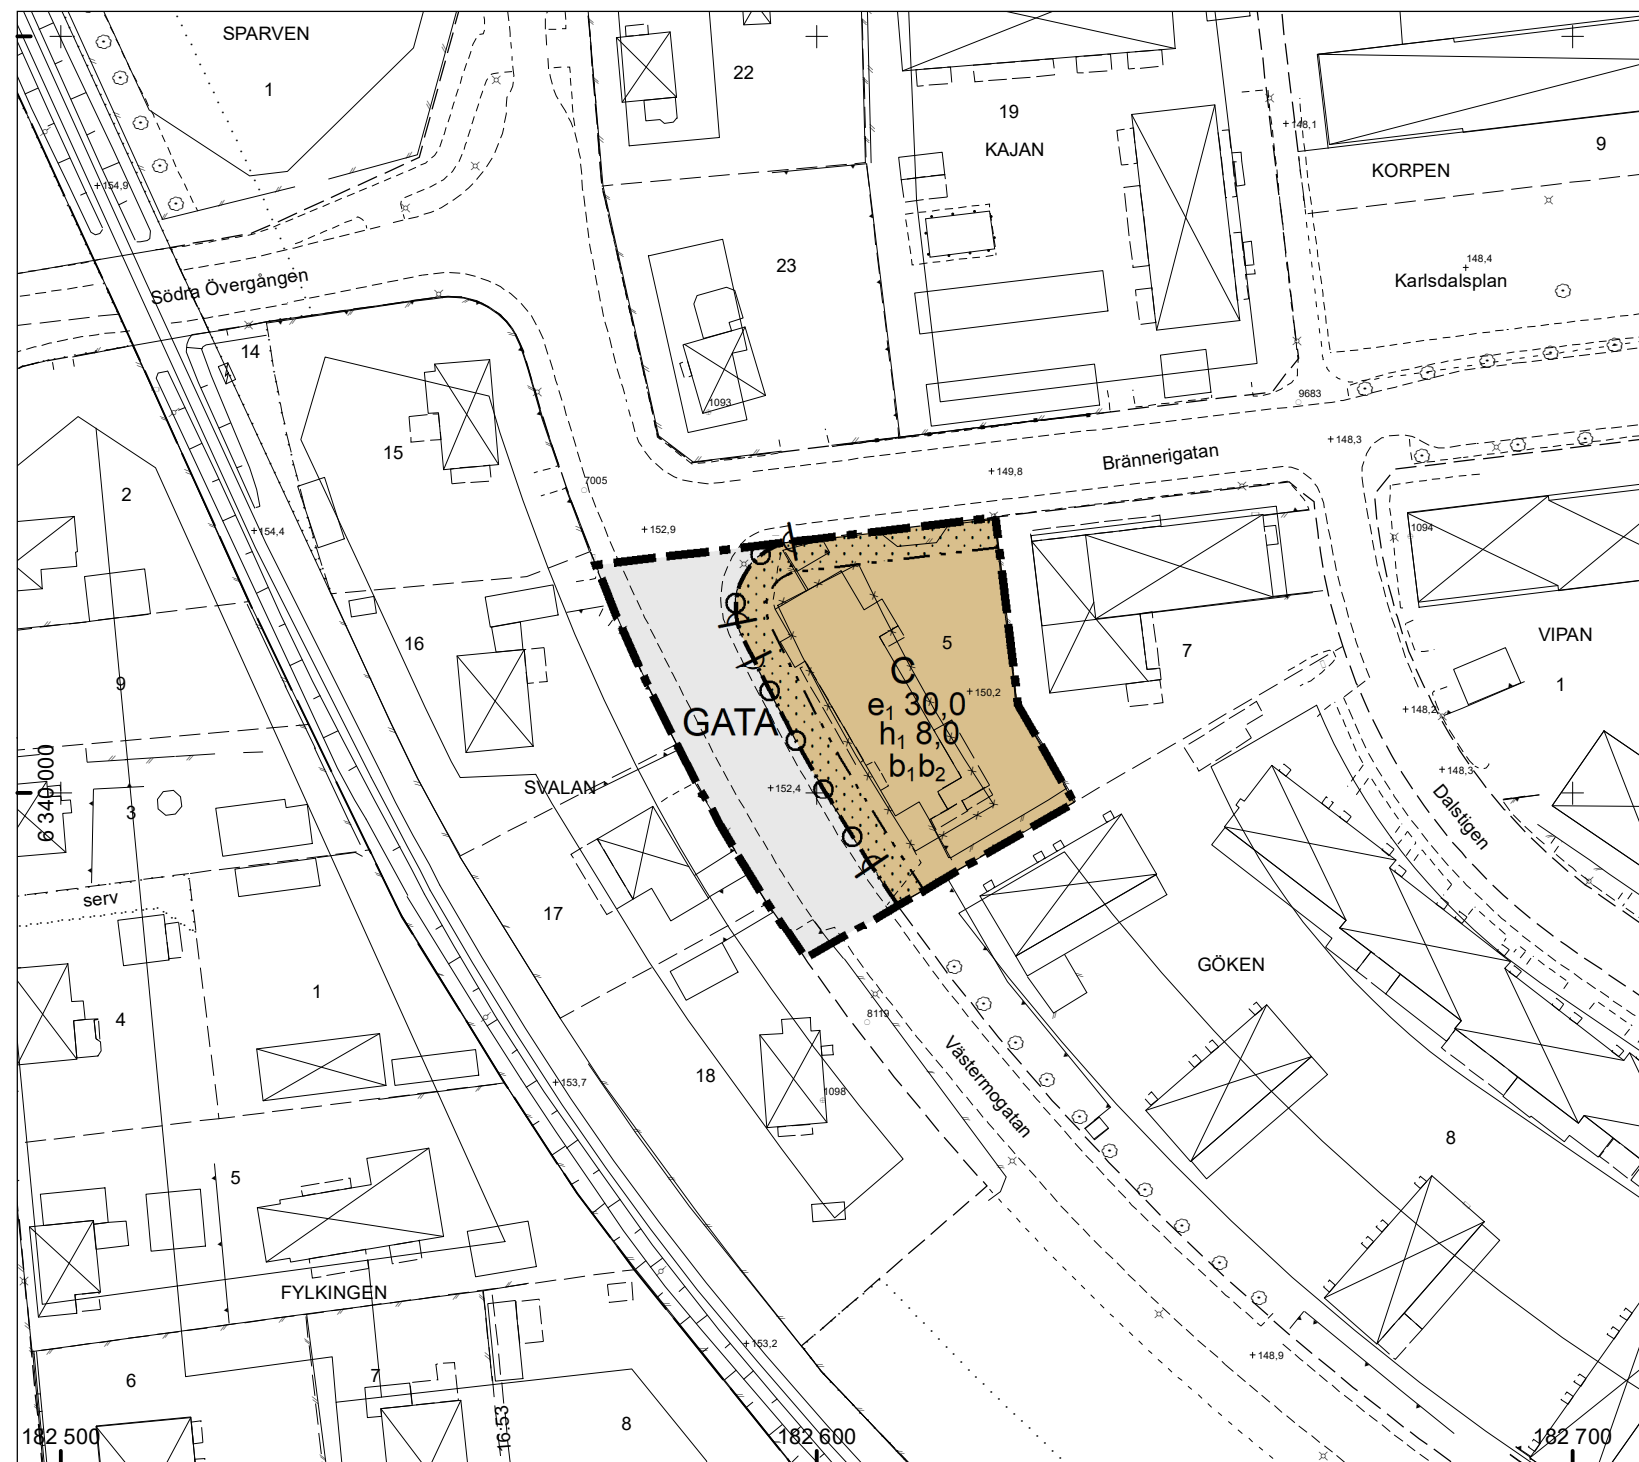 SPARVEN
1
22
19
KAJAN
+148,1
9
KORPEN
+154,9
23
148,4
Karlsdalsplan
Södra Övergången
14
1093
9683
15
+148,3
+149,8
Brännerigatan
2
7005
+154,4
+152,9
1094
16
5
7
VIPAN
1
9
C
+150,2
e1 30,0
GATA
h1 8,0
b1b2
+148,2
+148,3
SVALAN
+152,4
6 340 000
3
Dalstigen
serv
17
GÖKEN
1
4
8119
+153,7
18
1098
Västermogatan
8
5
FYLKINGEN
+153,2
+148,9
6
7
8
16:53
182 500
182 600
182 700